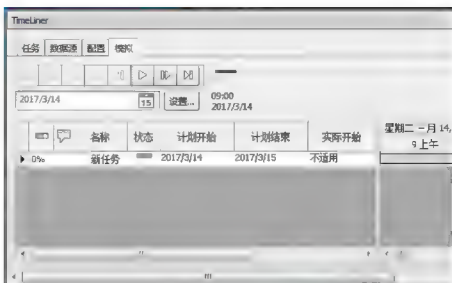 TimeLiner
任务 数据源 配置 模拟
2017/3/14 15 设置... 09:00
2017/3/14
名称 状态 计划开始 计划结束 实际开始 星期二 一月 14,
9 上午
0% 新任务 2017/3/14 2017/3/15 不适用